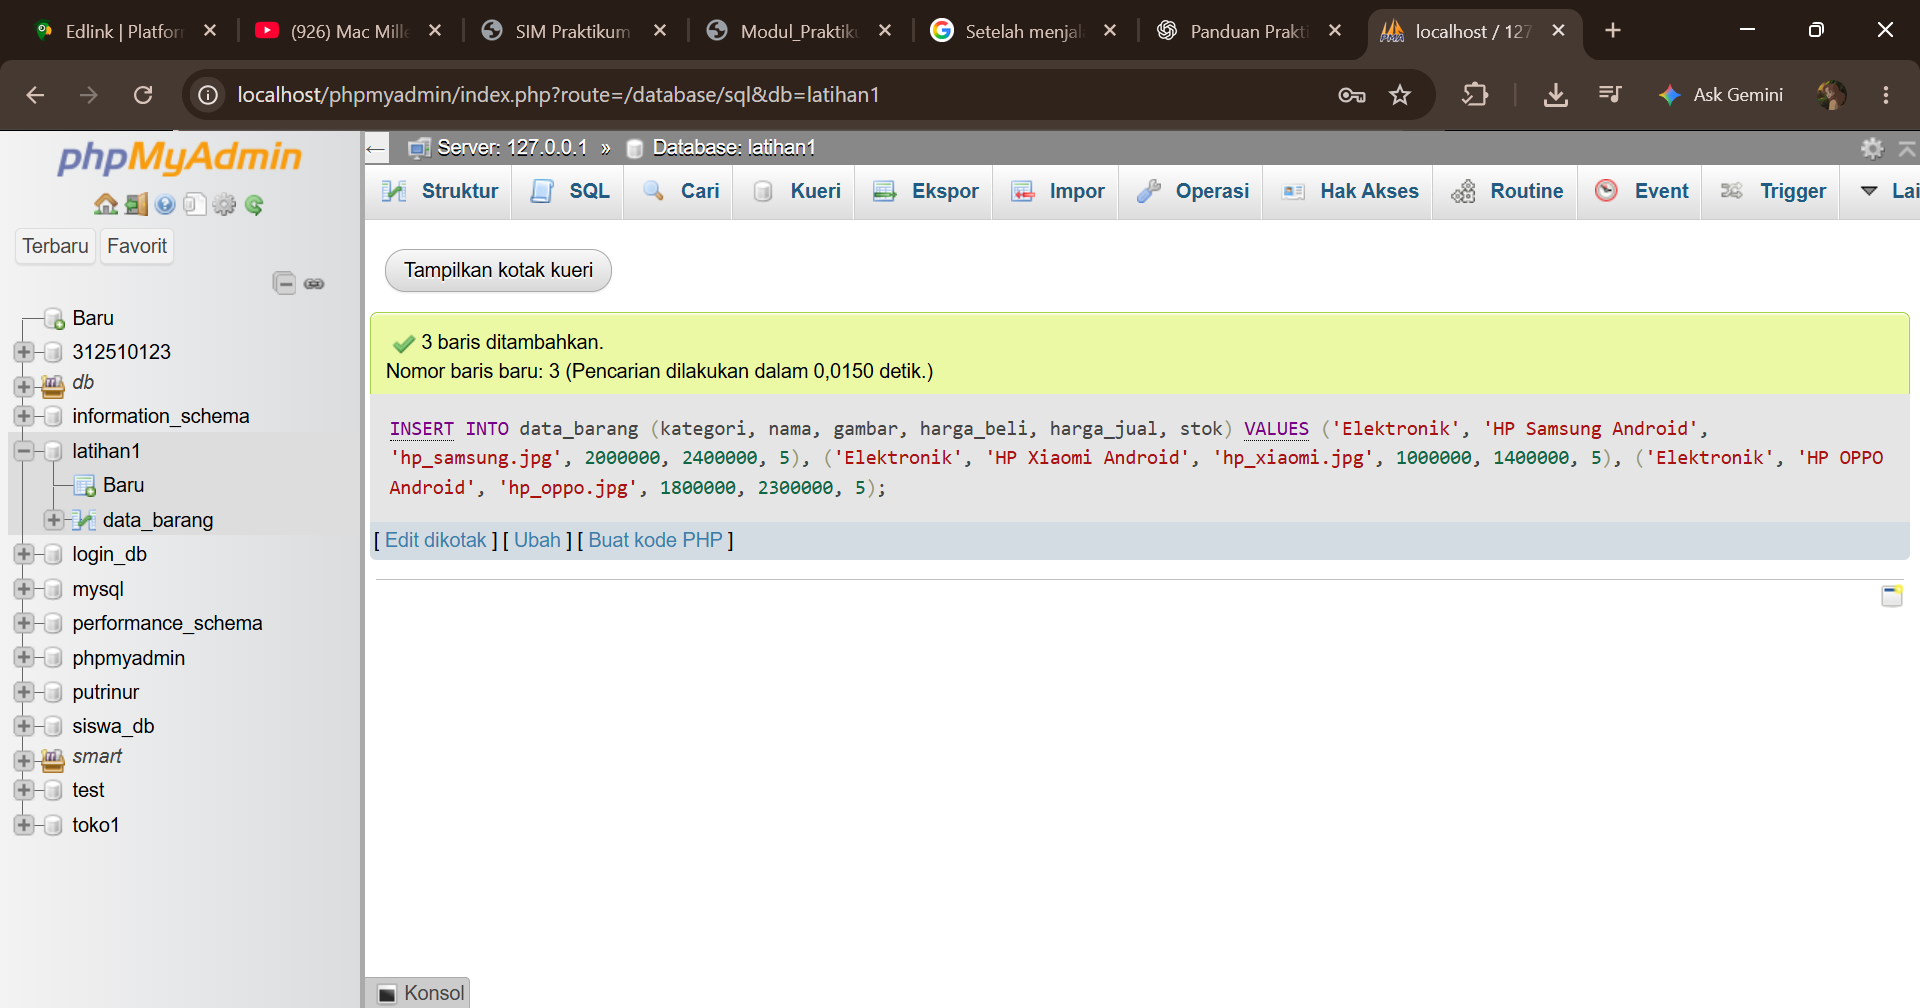 Edlink | Platfor
(926) Mac Mille
SIM Praktikum
Modul_Praktiku
Setelah menjal
Panduan Prakti
localhost / 127
localhost/phpmyadmin/index.php?route=/database/sql&db=latihan1
Ask Gemini
phpMyAdmin
Terbaru
Favorit
Baru
312510123
db
information_schema
latihan1
Baru
data_barang
login_db
mysql
performance_schema
phpmyadmin
putrinur
siswa_db
smart
test
toko1
Server: 127.0.0.1 » Database: latihan1
Struktur
SQL
Cari
Kueri
Ekspor
Impor
Operasi
Hak Akses
Routine
Event
Trigger
Lai
Tampilkan kotak kueri
3 baris ditambahkan.
Nomor baris baru: 3 (Pencarian dilakukan dalam 0,0150 detik.)
INSERT INTO data_barang (kategori, nama, gambar, harga_beli, harga_jual, stok) VALUES ('Elektronik', 'HP Samsung Android',
'hp_samsung.jpg', 2000000, 2400000, 5), ('Elektronik', 'HP Xiaomi Android', 'hp_xiaomi.jpg', 1000000, 1400000, 5), ('Elektronik', 'HP OPPO
Android', 'hp_oppo.jpg', 1800000, 2300000, 5);
[ Edit dikotak ] [ Ubah ] [ Buat kode PHP ]
Konsol